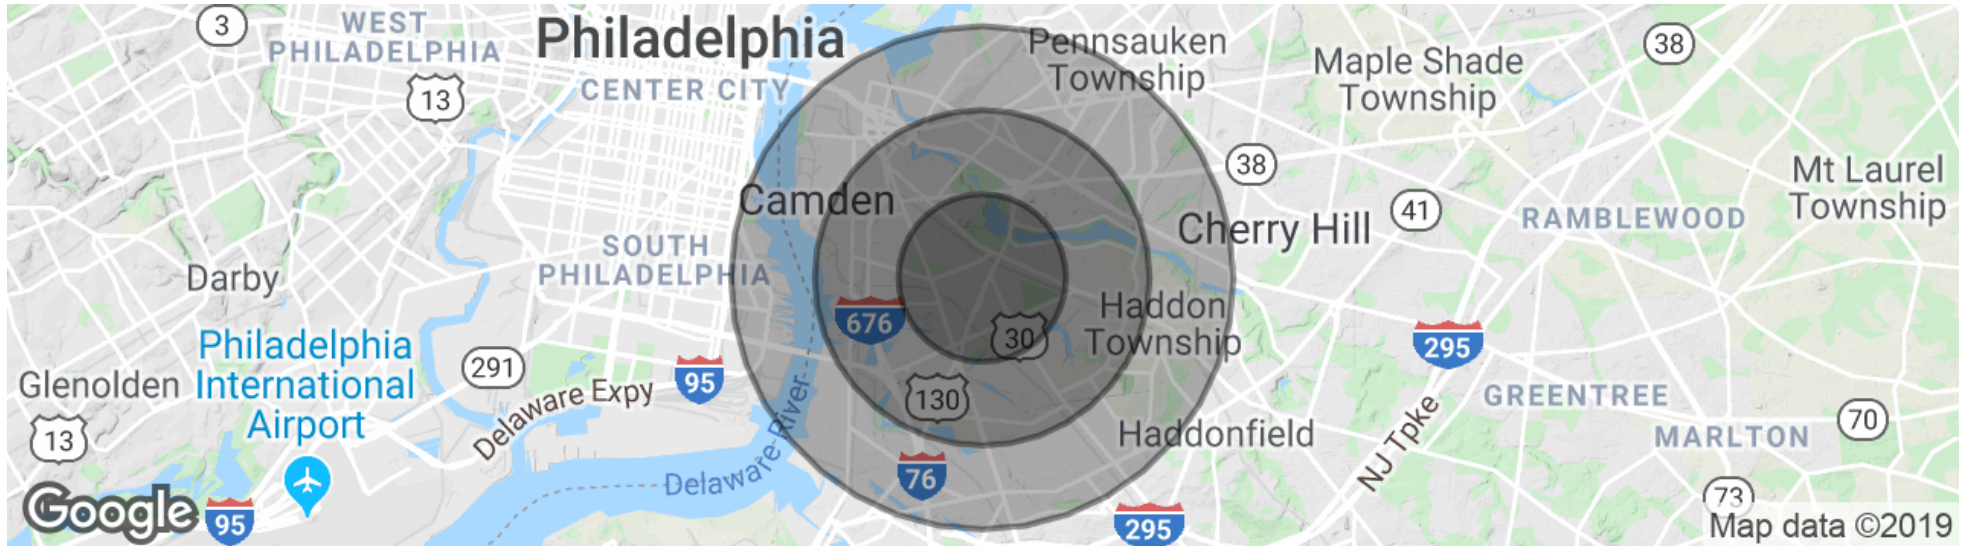 3
WEST
PHILADELPHIA
Philadelphia
CENTER CITY
13
Pennsauken
Township
Maple Shade
Township
38
38
Mt Laurel
Township
41
RAMBLEWOOD
Camden
Cherry Hill
SOUTH
PHILADELPHIA
Darby
676
30
Haddon
Township
295
Philadelphia
International
Airport
291
95
Glenolden
Delaware Expy
130
GREENTREE
13
Delaware River
Haddonfield
NJ Tpke
MARLTON
70
76
73
Google
95
295
Map data ©2019